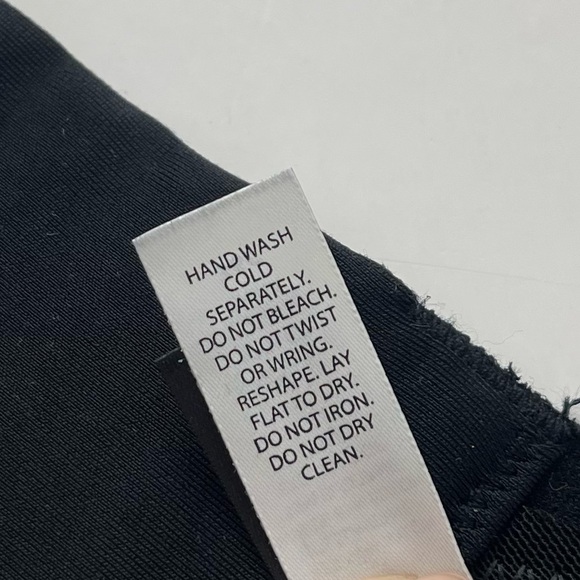 HAND WASH
COLD
SEPARATELY.
DO NOT BLEACH.
DO NOT TWIST
OR WRING.
RESHAPE. LAY
FLAT TO DRY.
DO NOT IRON.
DO NOT DRY
CLEAN.